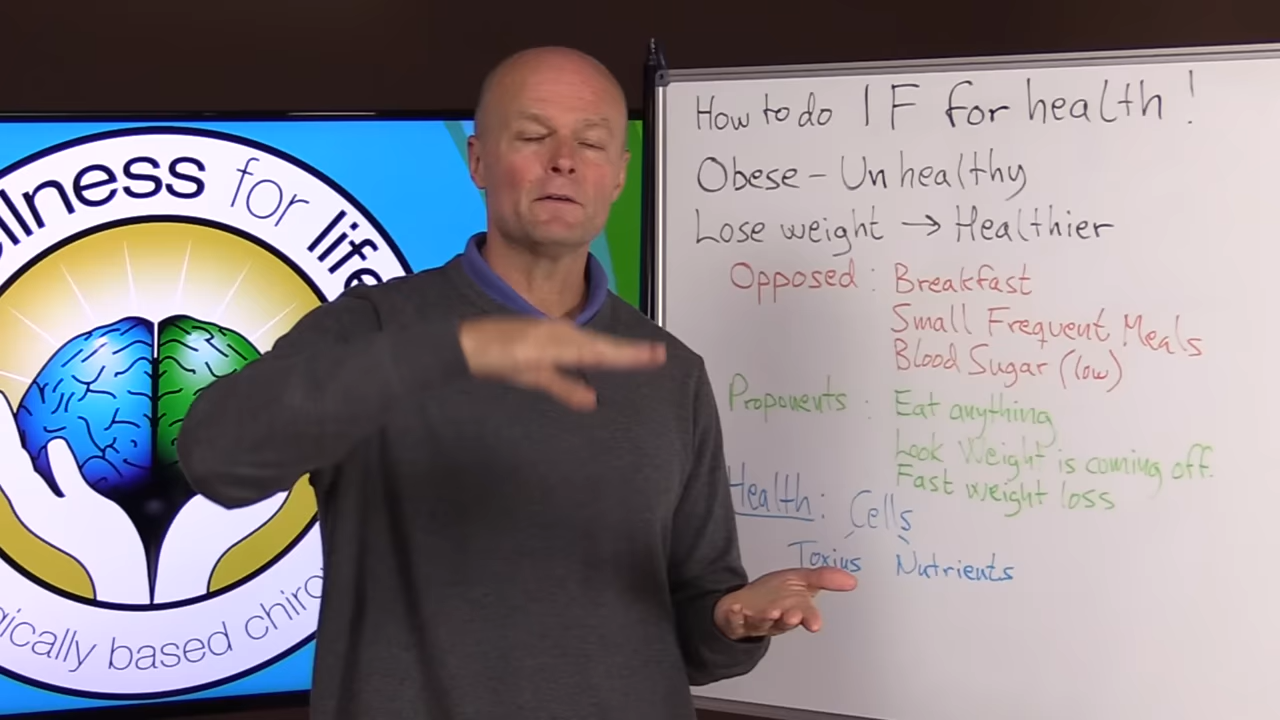 llness for life
gically based chiro
How to do IF for health!
Obese - Unhealthy
Lose weight → Healthier
Opposed: Breakfast
Small Frequent Meals
Blood Sugar (low)
Proponents: Eat anything
Look Weight is coming off.
Fast weight loss
Health: Cells
Toxins Nutrients